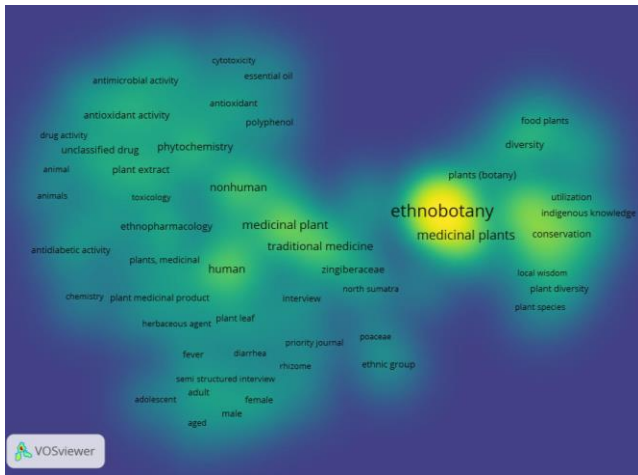 cytotoxicity
antimicrobial activity
essential oil
antioxidant
antioxidant activity
food plants
polyphenol
drug activity
diversity
unclassified drug
phytochemistry
animal
plant extract
plants (botany)
nonhuman
animals
toxicology
utilization
ethnobotany
indigenous knowledge
ethnopharmacology
medicinal plant
medicinal plants
conservation
antidiabetic activity
traditional medicine
plants, medicinal
human
zingiberaceae
local wisdom
north sumatra
plant diversity
chemistry
plant medicinal product
interview
plant species
herbaceous agent
plant leaf
priority journal
poaceae
fever
diarrhea
rhizome
ethnic group
semi structured interview
adolescent
adult
female
male
aged
VOSviewer